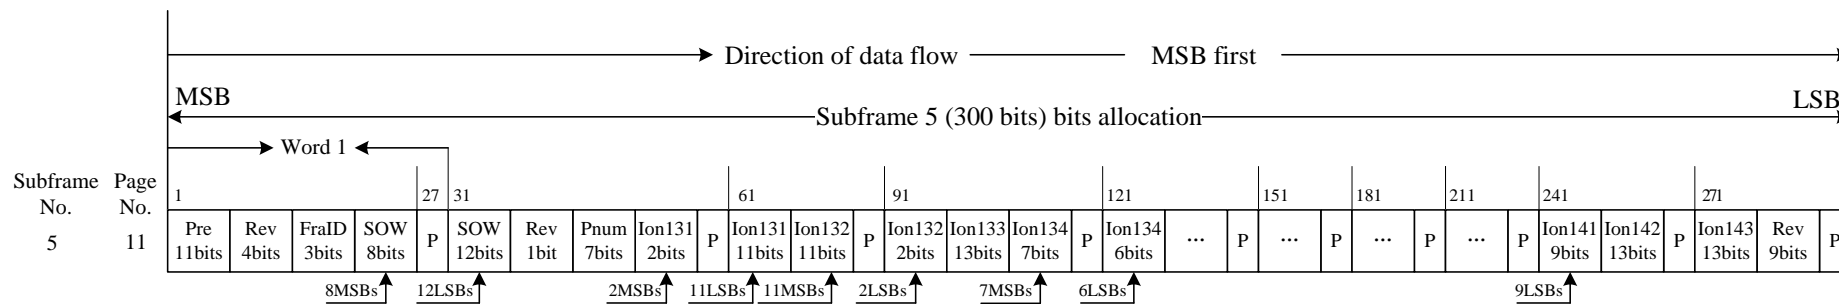 Direction of data flow MSB first
MSB LSB
Subframe 5 (300 bits) bits allocation
Word 1
Subframe Page
No. No.
1 27 31 61 91 121 151 181 211 241 271
5 11
Pre Rev FraID SOW P SOW Rev Pnum Ion131 P Ion131 Ion132 P Ion132 Ion133 Ion134 P Ion134 ... P ... P ... P ... P Ion141 Ion142 P Ion143 Rev P
11bits 4bits 3bits 8bits 12bits 1bit 7bits 2bits 11bits 11bits 2bits 13bits 7bits 6bits 9bits 13bits 13bits 9bits
8MSBs 12LSBs 2MSBs 11LSBs 11MSBs 2LSBs 7MSBs 6LSBs 9LSBs